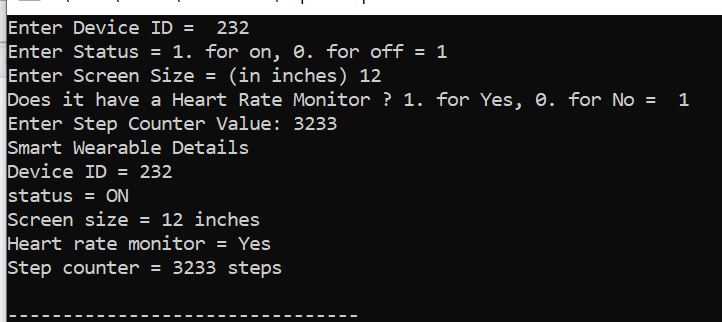 Enter Device ID =  232
Enter Status = 1. for on, 0. for off = 1
Enter Screen Size = (in inches) 12
Does it have a Heart Rate Monitor ? 1. for Yes, 0. for No =  1
Enter Step Counter Value: 3233
Smart Wearable Details
Device ID = 232
status = ON
Screen size = 12 inches
Heart rate monitor = Yes
Step counter = 3233 steps
--------------------------------